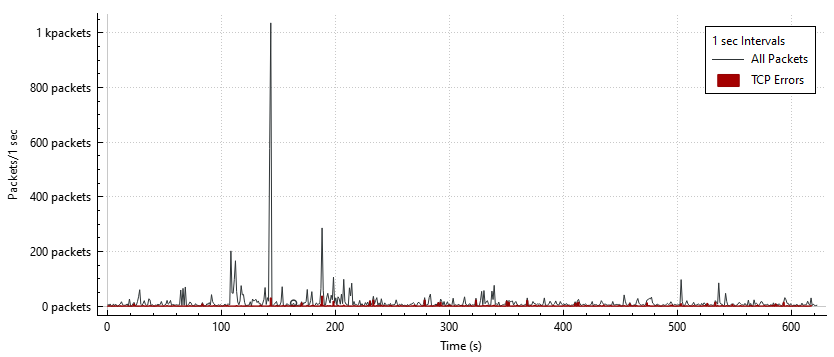 1 kpackets
800 packets
600 packets
400 packets
200 packets
0 packets
Packets/1 sec
1 sec Intervals
All Packets
TCP Errors
0 100 200 300 400 500 600
Time (s)